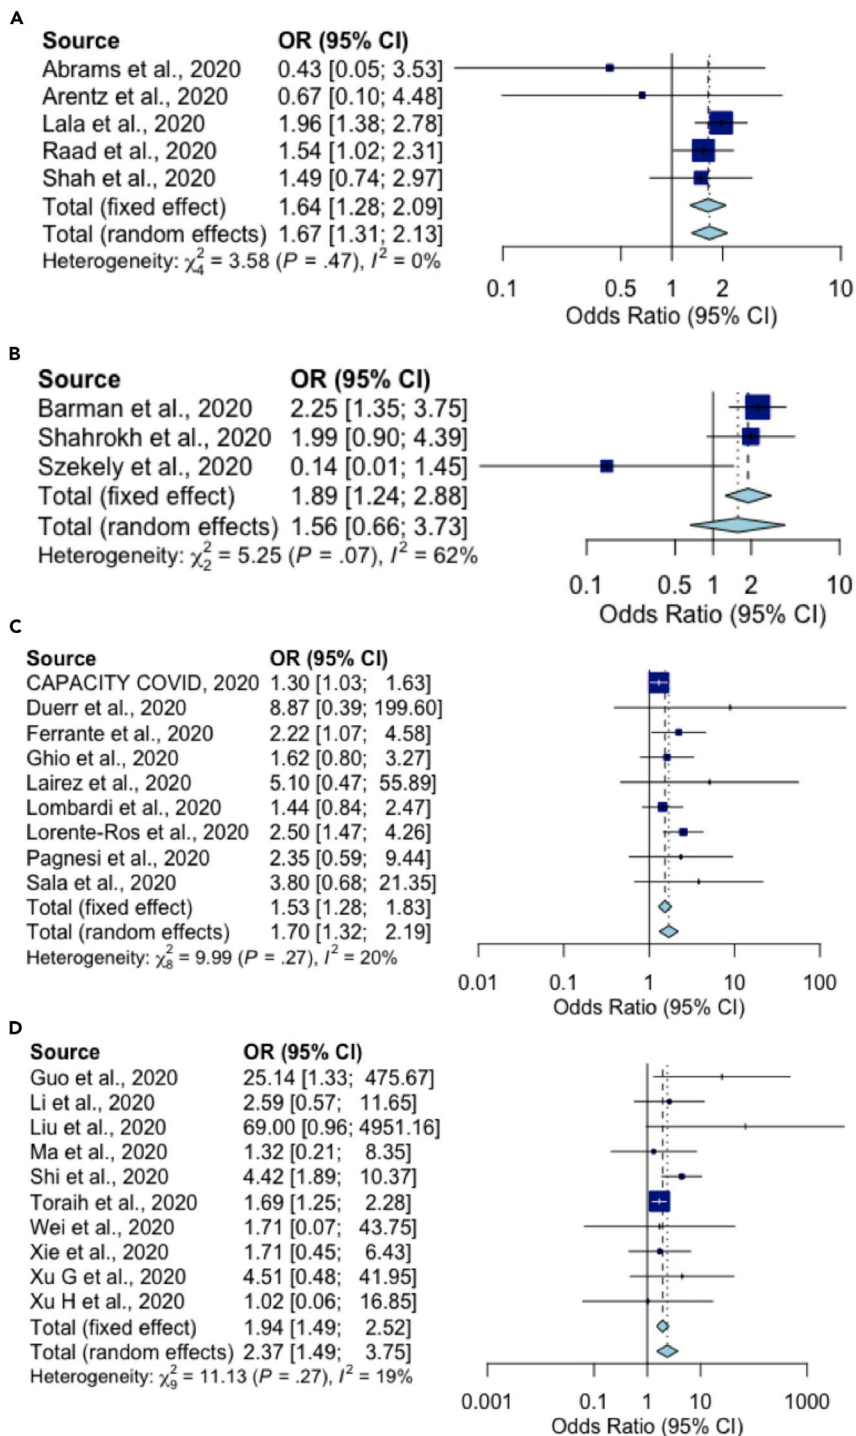 A
Source OR (95% CI)
Abrams et al., 2020 0.43 [0.05; 3.53]
Arentz et al., 2020 0.67 [0.10; 4.48]
Lala et al., 2020 1.96 [1.38; 2.78]
Raad et al., 2020 1.54 [1.02; 2.31]
Shah et al., 2020 1.49 [0.74; 2.97]
Total (fixed effect) 1.64 [1.28; 2.09]
Total (random effects) 1.67 [1.31; 2.13]
Heterogeneity: χ²₄ = 3.58 (P = .47), I² = 0%
0.1 0.5 1 2 10
Odds Ratio (95% CI)
B
Source OR (95% CI)
Barman et al., 2020 2.25 [1.35; 3.75]
Shahrokh et al., 2020 1.99 [0.90; 4.39]
Szekely et al., 2020 0.14 [0.01; 1.45]
Total (fixed effect) 1.89 [1.24; 2.88]
Total (random effects) 1.56 [0.66; 3.73]
Heterogeneity: χ²₂ = 5.25 (P = .07), I² = 62%
0.1 0.5 1 2 10
Odds Ratio (95% CI)
C
Source OR (95% CI)
CAPACITY COVID, 2020 1.30 [1.03; 1.63]
Duerr et al., 2020 8.87 [0.39; 199.60]
Ferrante et al., 2020 2.22 [1.07; 4.58]
Ghio et al., 2020 1.62 [0.80; 3.27]
Lairez et al., 2020 5.10 [0.47; 55.89]
Lombardi et al., 2020 1.44 [0.84; 2.47]
Lorente-Ros et al., 2020 2.50 [1.47; 4.26]
Pagnesi et al., 2020 2.35 [0.59; 9.44]
Sala et al., 2020 3.80 [0.68; 21.35]
Total (fixed effect) 1.53 [1.28; 1.83]
Total (random effects) 1.70 [1.32; 2.19]
Heterogeneity: χ²₈ = 9.99 (P = .27), I² = 20%
0.01 0.1 1 10 100
Odds Ratio (95% CI)
D
Source OR (95% CI)
Guo et al., 2020 25.14 [1.33; 475.67]
Li et al., 2020 2.59 [0.57; 11.65]
Liu et al., 2020 69.00 [0.96; 4951.16]
Ma et al., 2020 1.32 [0.21; 8.35]
Shi et al., 2020 4.42 [1.89; 10.37]
Toraih et al., 2020 1.69 [1.25; 2.28]
Wei et al., 2020 1.71 [0.07; 43.75]
Xie et al., 2020 1.71 [0.45; 6.43]
Xu G et al., 2020 4.51 [0.48; 41.95]
Xu H et al., 2020 1.02 [0.06; 16.85]
Total (fixed effect) 1.94 [1.49; 2.52]
Total (random effects) 2.37 [1.49; 3.75]
Heterogeneity: χ²₉ = 11.13 (P = .27), I² = 19%
0.001 0.1 1 10 1000
Odds Ratio (95% CI)